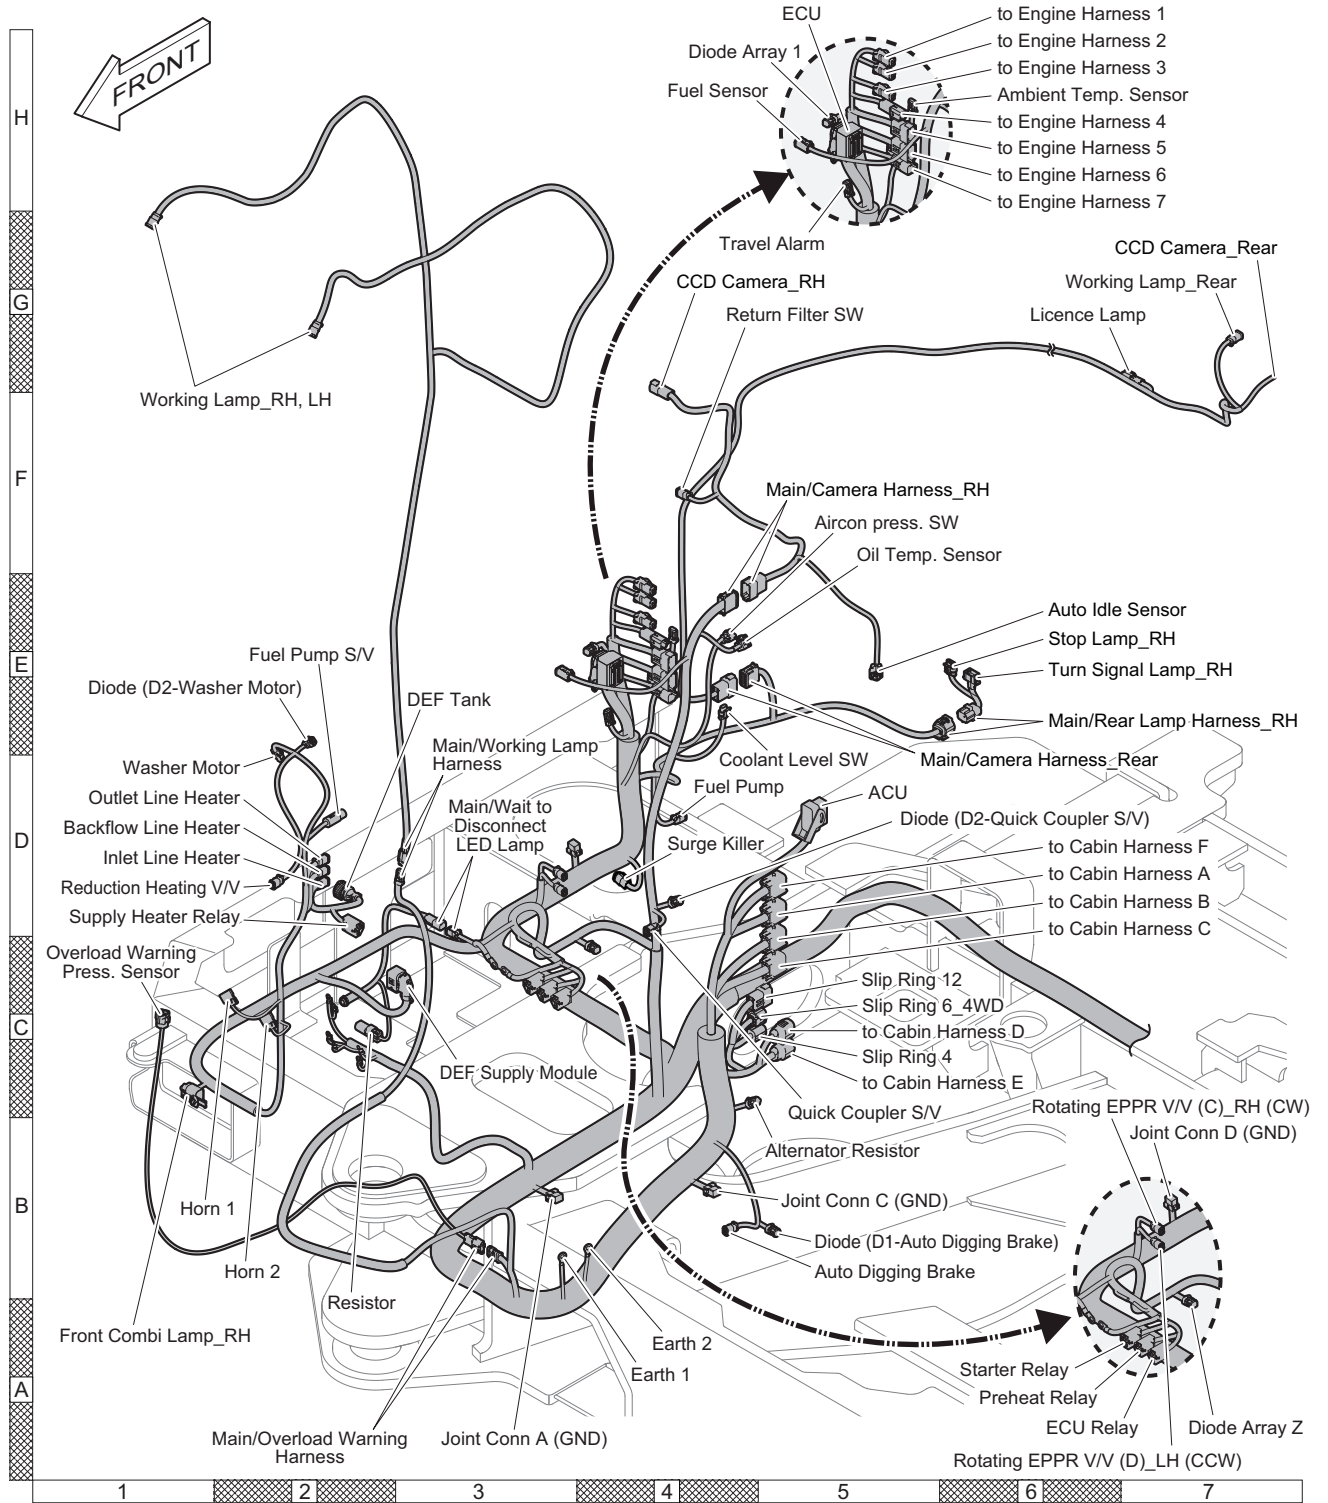 ECU
to Engine Harness 1
to Engine Harness 2
Diode Array 1
to Engine Harness 3
Fuel Sensor
Ambient Temp. Sensor
to Engine Harness 4
to Engine Harness 5
to Engine Harness 6
to Engine Harness 7
FRONT
H
Travel Alarm
CCD Camera_Rear
CCD Camera_RH
Working Lamp_Rear
Return Filter SW
Licence Lamp
G
Working Lamp_RH, LH
F
Main/Camera Harness_RH
Aircon press. SW
Oil Temp. Sensor
Auto Idle Sensor
Stop Lamp_RH
Turn Signal Lamp_RH
E
Fuel Pump S/V
Diode (D2-Washer Motor)
DEF Tank
Main/Rear Lamp Harness_RH
Main/Working Lamp
Harness
Coolant Level SW
Main/Camera Harness_Rear
Washer Motor
Outlet Line Heater
Main/Wait to
Disconnect
LED Lamp
Fuel Pump
ACU
Diode (D2-Quick Coupler S/V)
Backflow Line Heater
D
Surge Killer
to Cabin Harness F
Inlet Line Heater
to Cabin Harness A
Reduction Heating V/V
to Cabin Harness B
Supply Heater Relay
to Cabin Harness C
Overload Warning
Press. Sensor
Slip Ring 12
Slip Ring 6_4WD
C
to Cabin Harness D
Slip Ring 4
DEF Supply Module
to Cabin Harness E
Quick Coupler S/V
Rotating EPPR V/V (C)_RH (CW)
Joint Conn D (GND)
Alternator Resistor
B
Horn 1
Joint Conn C (GND)
Diode (D1-Auto Digging Brake)
Horn 2
Auto Digging Brake
Resistor
Front Combi Lamp_RH
Earth 2
Earth 1
Starter Relay
A
Preheat Relay
ECU Relay
Diode Array Z
Main/Overload Warning
Harness
Joint Conn A (GND)
Rotating EPPR V/V (D)_LH (CCW)
1 2 3 4 5 6 7